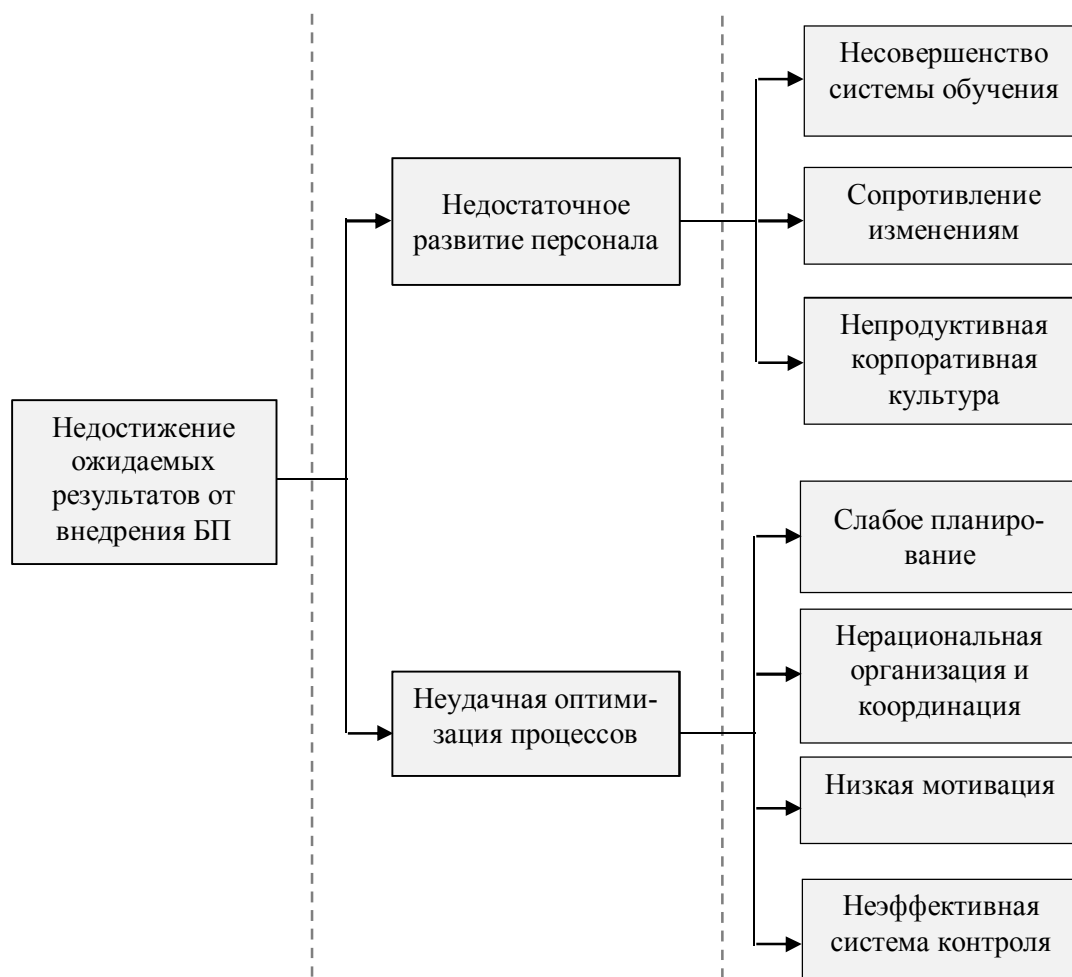 Несовершенство
системы обучения
Недостаточное
развитие персонала
Сопротивление
изменениям
Непродуктивная
корпоративная
культура
Недостижение
ожидаемых
результатов от
внедрения БП
Слабое планиро-
вание
Нерациональная
организация и
координация
Неудачная оптими-
зация процессов
Низкая мотивация
Неэффективная
система контроля